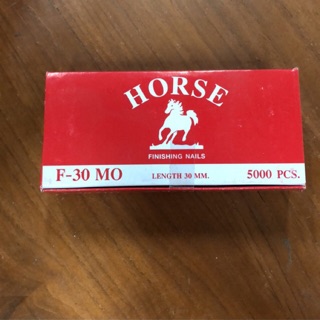 HORSE
FINISHING NAILS
F-30 MO LENGTH 30 MM. 5000 PCS.